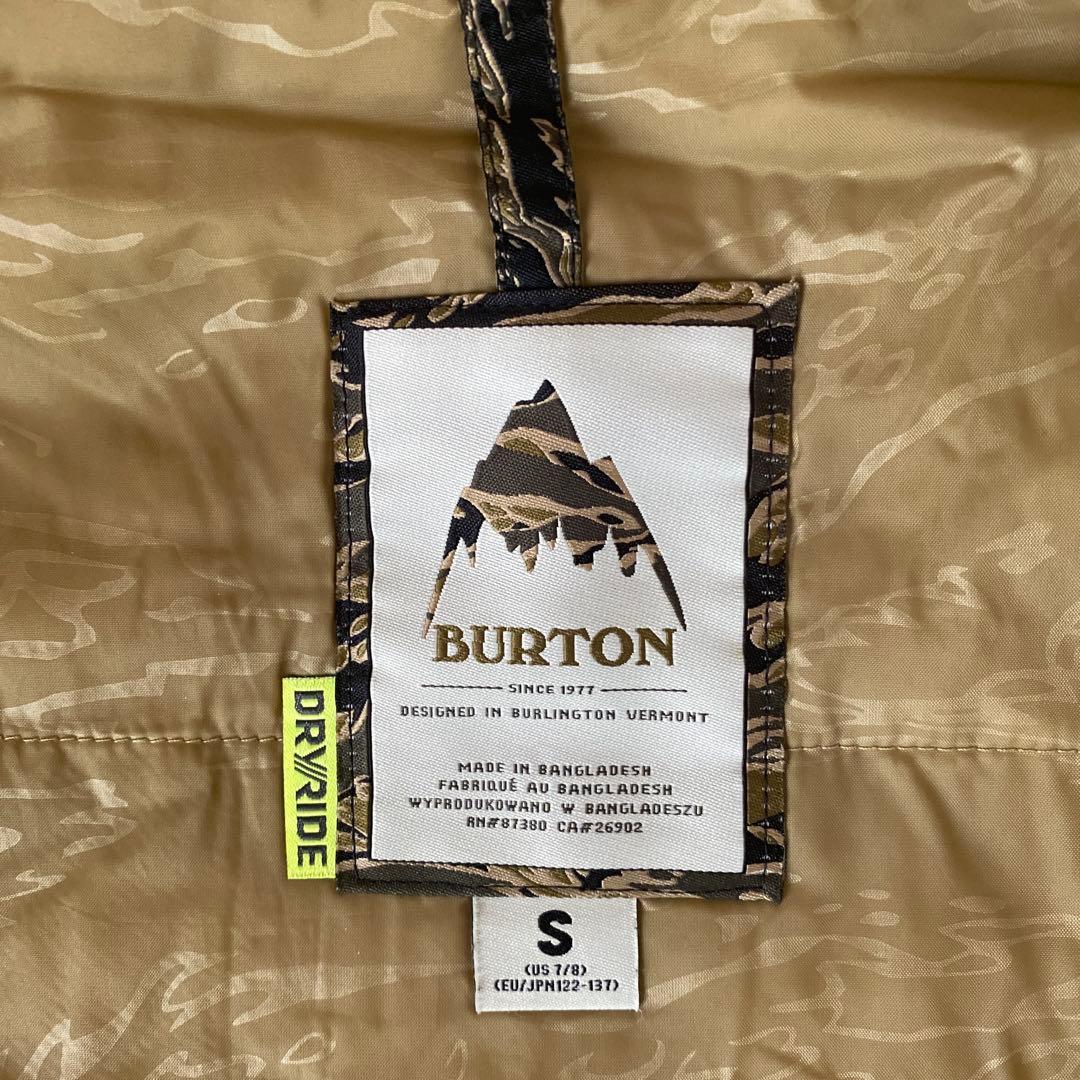 BURTON
SINCE 1977
DESIGNED IN BURLINGTON VERMONT
MADE IN BANGLADESH
FABRIQUÉ AU BANGLADESH
WYPRODUKOWANO W BANGLADESZU
RN#87380 CA#26902
DRY///RIDE
S
(US 7/8)
(EU/JPN122-137)